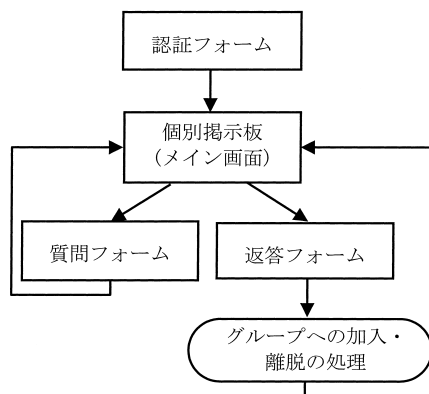 認証フォーム
個別掲示板
（メイン画面）
質問フォーム
返答フォーム
グループへの加入・
離脱の処理